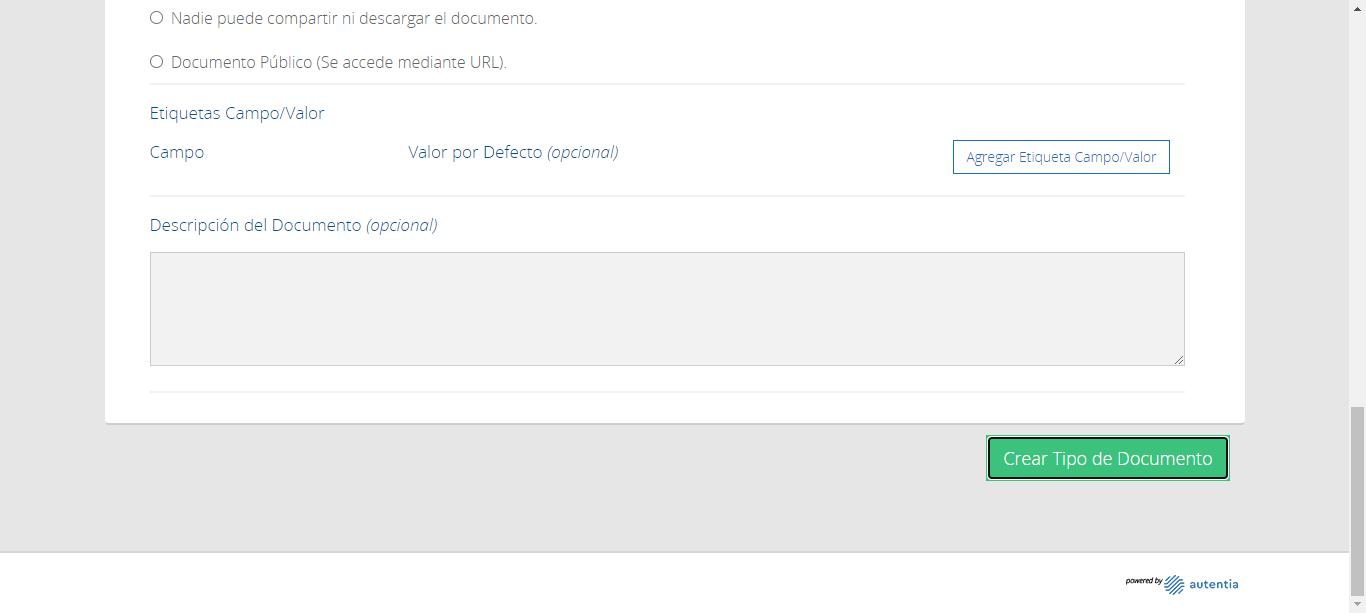 Nadie puede compartir ni descargar el documento.
Documento Público (Se accede mediante URL).
Etiquetas Campo/Valor
Campo Valor por Defecto (opcional) Agregar Etiqueta Campo/Valor
Descripción del Documento (opcional)
Crear Tipo de Documento
powered by autentia